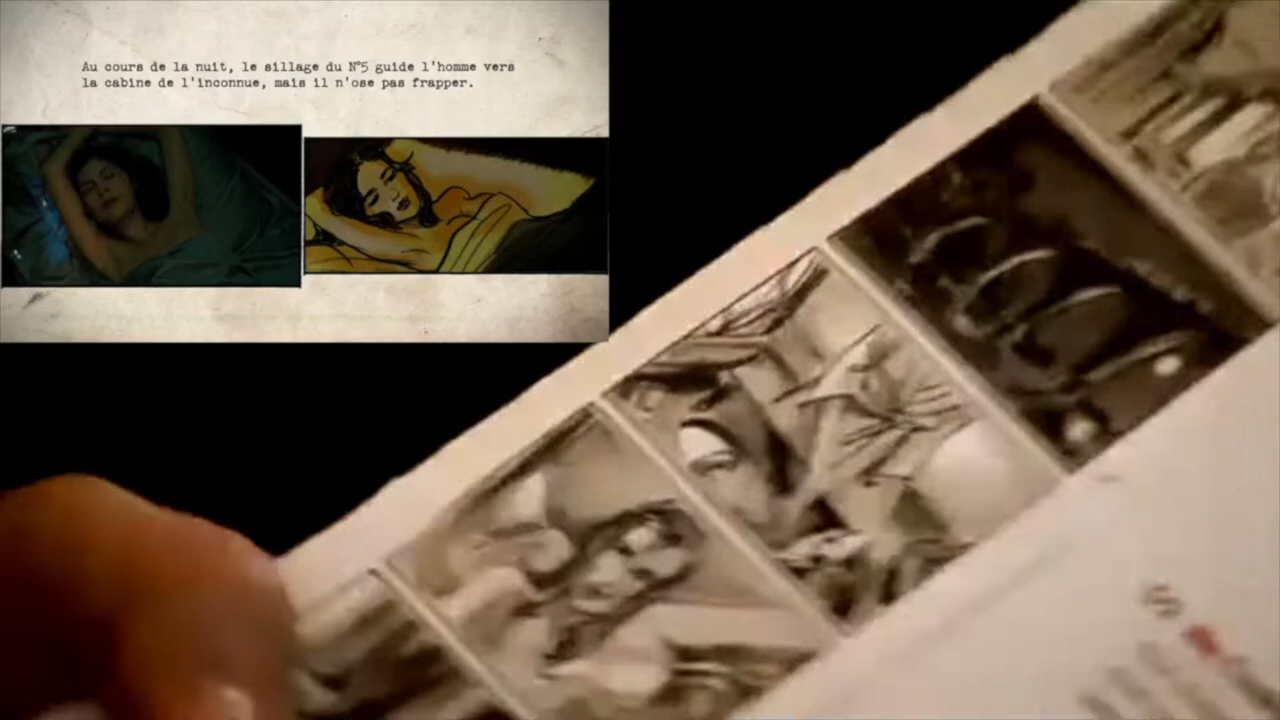 Au cours de la nuit, le sillage du N°5 guide l'homme vers
la cabine de l'inconnue, mais il n'ose pas frapper.